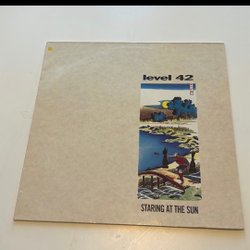 level 42
STARING AT THE SUN